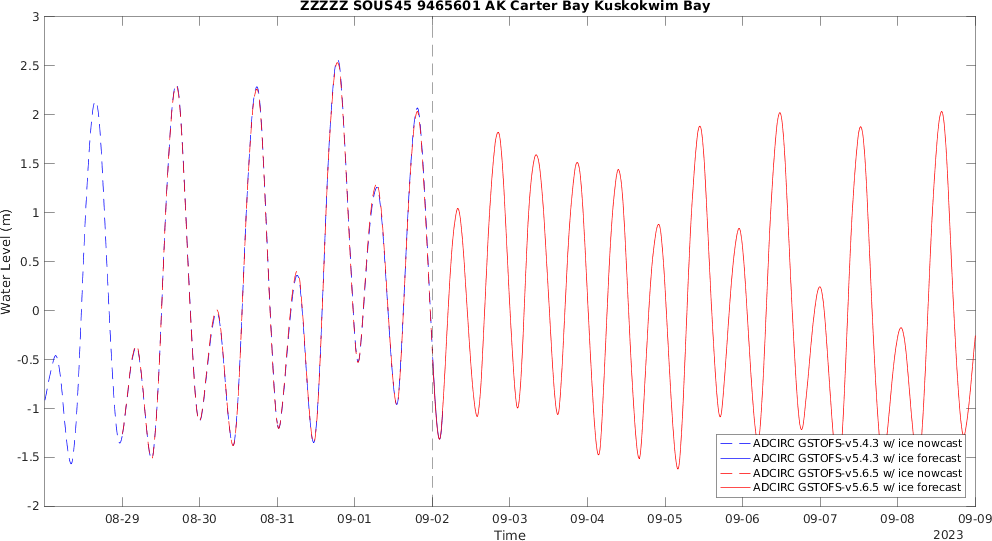 ZZZZZ SOUS45 9465601 AK Carter Bay Kuskokwim Bay
3
2.5
2
1.5
1
0.5
0
-0.5
-1
-1.5
-2
Water Level (m)
08-29 08-30 08-31 09-01 09-02 09-03 09-04 09-05 09-06 09-07 09-08 09-09
Time
2023
ADCIRC GSTOFS-v5.4.3 w/ ice nowcast
ADCIRC GSTOFS-v5.4.3 w/ ice forecast
ADCIRC GSTOFS-v5.6.5 w/ ice nowcast
ADCIRC GSTOFS-v5.6.5 w/ ice forecast